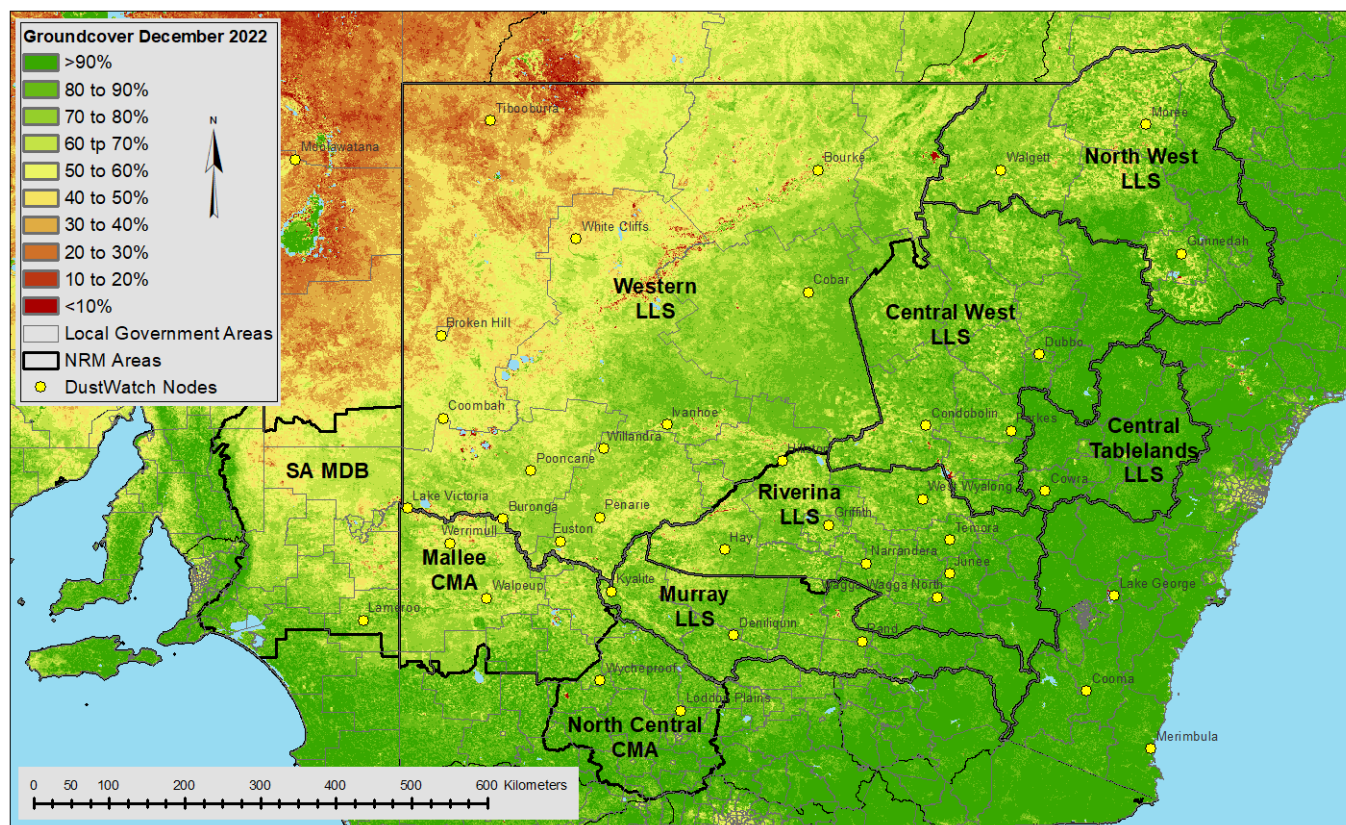 Groundcover December 2022
>90%
80 to 90%
70 to 80%
60 tp 70%
50 to 60%
40 to 50%
30 to 40%
20 to 30%
10 to 20%
<10%
Local Government Areas
NRM Areas
DustWatch Nodes
N
Tibooburra
Moree
Moolawatana
Bourke
Walgett
North West
LLS
White Cliffs
Gunnedah
Western
LLS
Cobar
Central West
LLS
Broken Hill
Dubbo
Coombah
Ivanhoe
Condobolin
Parkes
Central
Tablelands
LLS
Willandra
Hillston
SA MDB
Pooncarie
Riverina
LLS
West Wyalong
Cowra
Lake Victoria
Buronga
Penarie
Griffith
Werrimull
Euston
Temora
Mallee
CMA
Hay
Narrandera
Junee
Walpeup
Kyalite
Murray
LLS
Wagga Wagga North
Lake George
Lameroo
Deniliquin
Rand
Wycheproof
Cooma
Loddon Plains
North Central
CMA
Merimbula
0 50 100 200 300 400 500 600 Kilometers